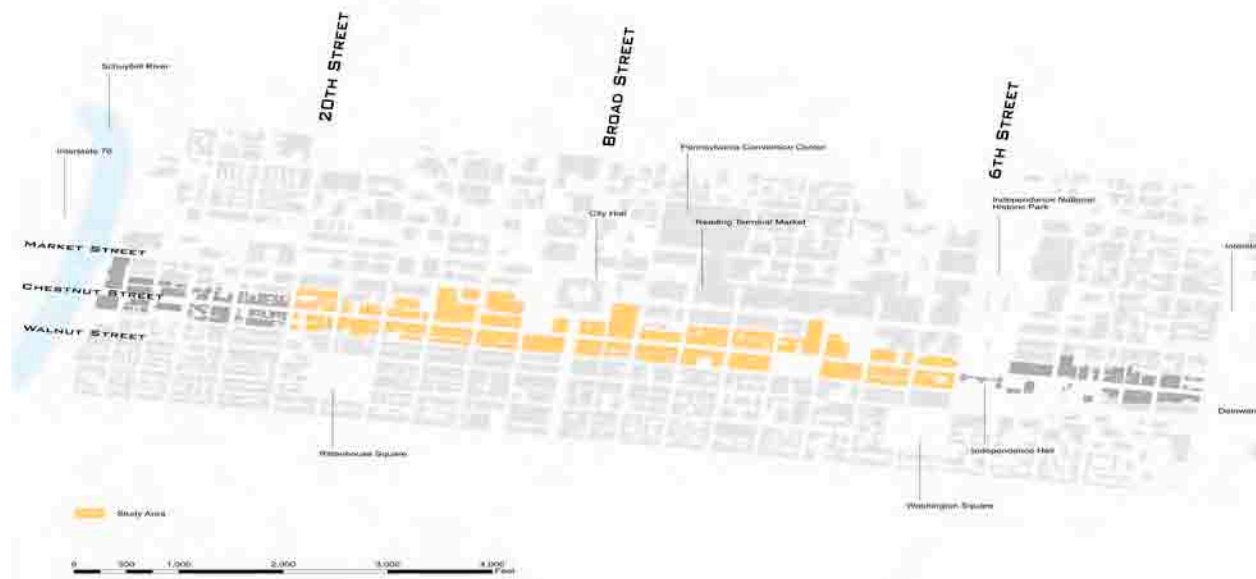 20TH STREET
BROAD STREET
6TH STREET
Schuylkill River
Interstate 76
Pennsylvania Convention Center
City Hall
Reading Terminal Market
Independence National
Historic Park
MARKET STREET
CHESTNUT STREET
WALNUT STREET
Rittenhouse Square
Independence Hall
Washington Square
Study Area
0 500 1,000 2,000 3,000 4,000
Feet